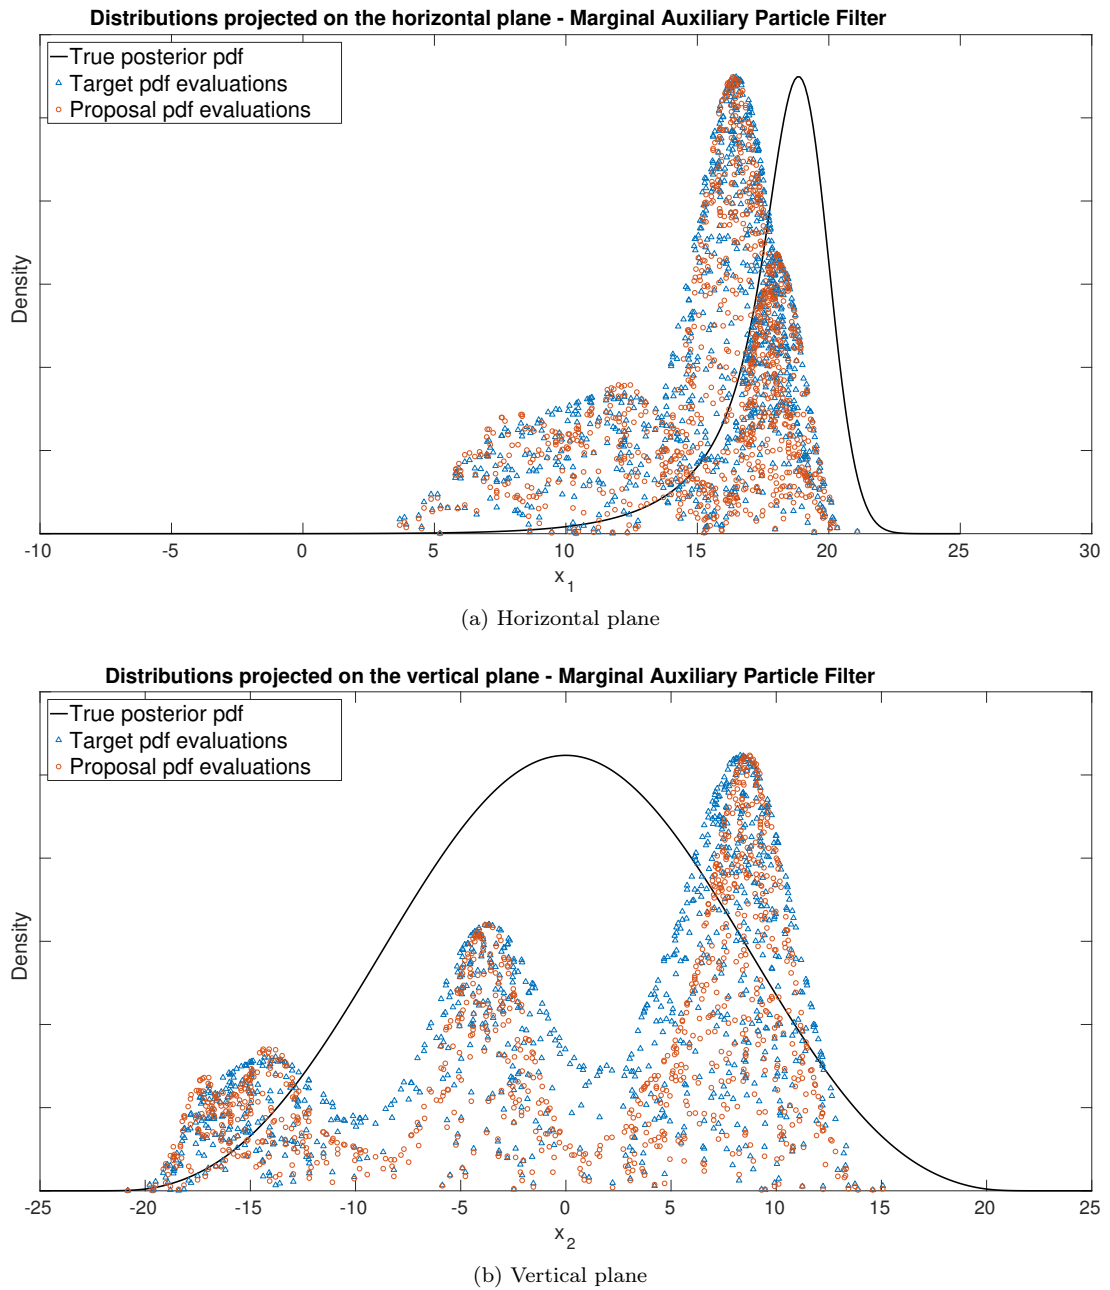 Distributions projected on the horizontal plane - Marginal Auxiliary Particle Filter
True posterior pdf
Target pdf evaluations
Proposal pdf evaluations
Density
-10 -5 0 5 10 15 20 25 30
x1
(a) Horizontal plane
Distributions projected on the vertical plane - Marginal Auxiliary Particle Filter
True posterior pdf
Target pdf evaluations
Proposal pdf evaluations
Density
-25 -20 -15 -10 -5 0 5 10 15 20 25
x2
(b) Vertical plane